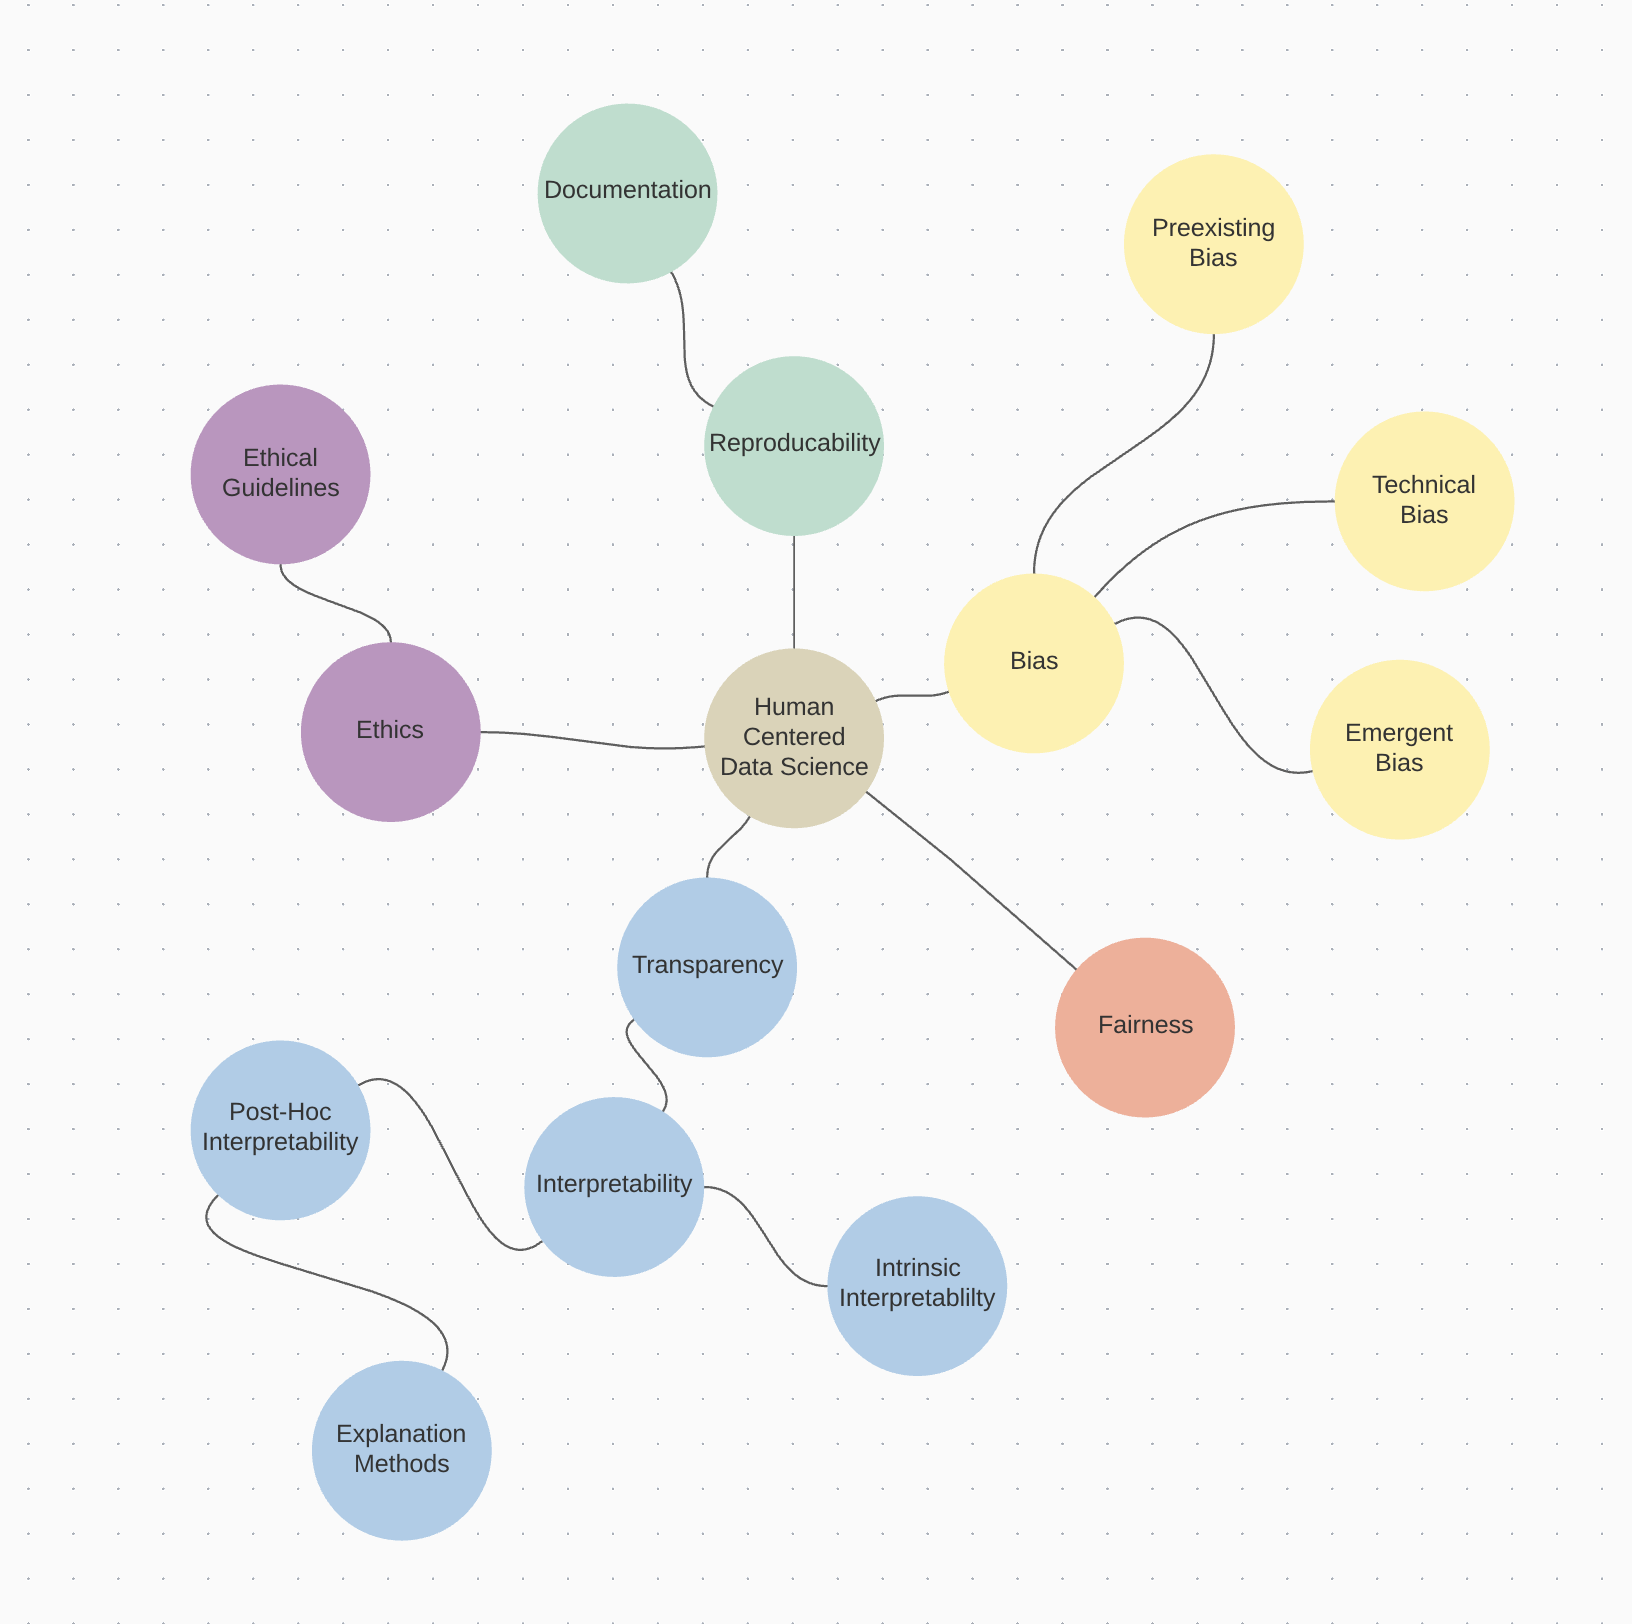 Documentation
Preexisting
Bias
Reproducability
Ethical
Guidelines
Technical
Bias
Bias
Ethics
Human
Centered
Data Science
Emergent
Bias
Transparency
Fairness
Post-Hoc
Interpretability
Interpretability
Intrinsic
Interpretablilty
Explanation
Methods